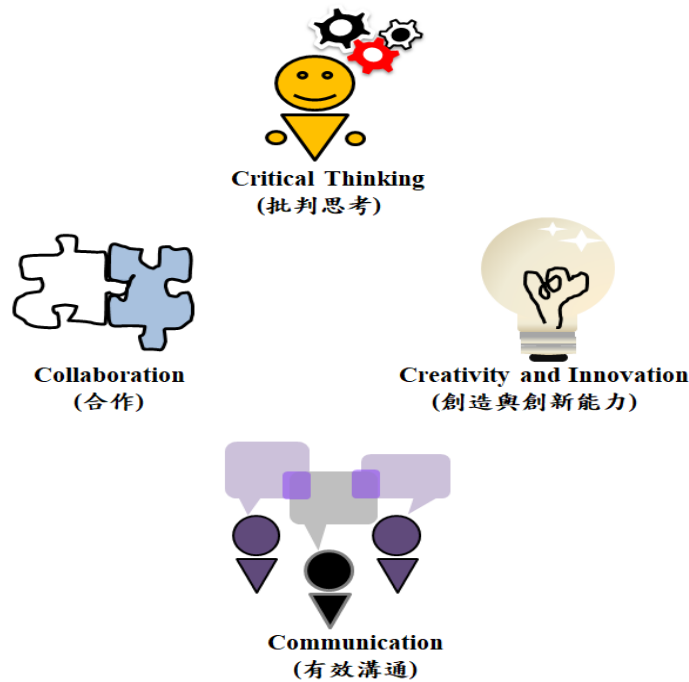 Critical Thinking
(批判思考)
Collaboration
(合作)
Creativity and Innovation
(創造與創新能力)
Communication
(有效溝通)